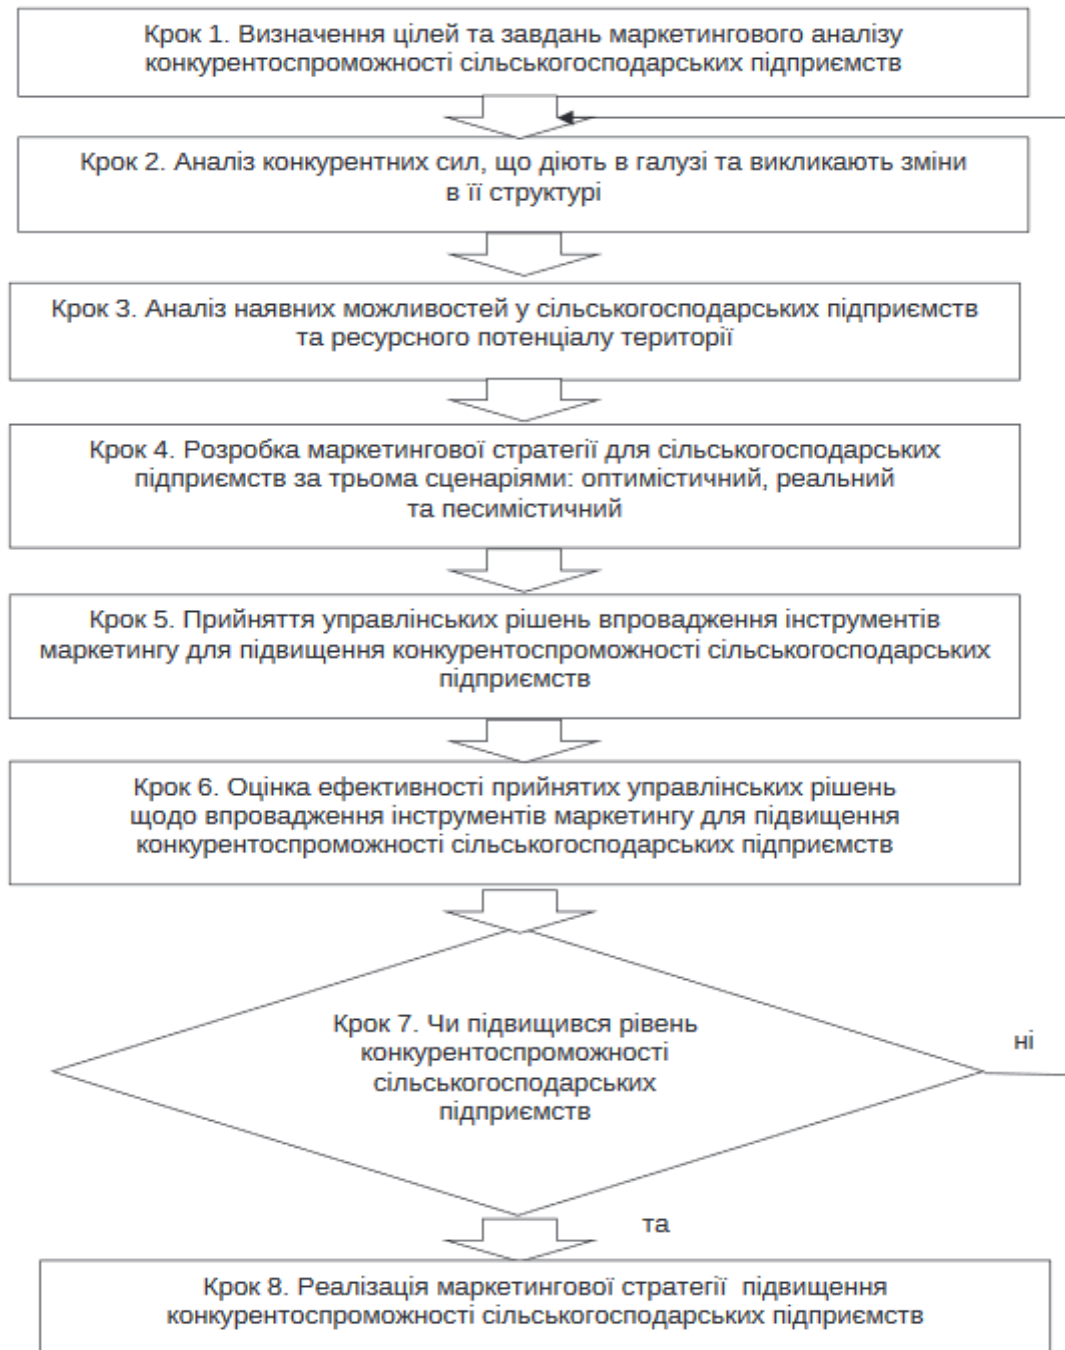 Крок 1. Визначення цілей та завдань маркетингового аналізу
конкурентоспроможності сільськогосподарських підприємств
Крок 2. Аналіз конкурентних сил, що діють в галузі та викликають зміни
в її структурі
Крок 3. Аналіз наявних можливостей у сільськогосподарських підприємств
та ресурсного потенціалу території
Крок 4. Розробка маркетингової стратегії для сільськогосподарських
підприємств за трьома сценаріями: оптимістичний, реальний
та песимістичний
Крок 5. Прийняття управлінських рішень впровадження інструментів
маркетингу для підвищення конкурентоспроможності сільськогосподарських
підприємств
Крок 6. Оцінка ефективності прийнятих управлінських рішень
щодо впровадження інструментів маркетингу для підвищення
конкурентоспроможності сільськогосподарських підприємств
Крок 7. Чи підвищився рівень
конкурентоспроможності
сільськогосподарських
підприємств
ні
та
Крок 8. Реалізація маркетингової стратегії підвищення
конкурентоспроможності сільськогосподарських підприємств